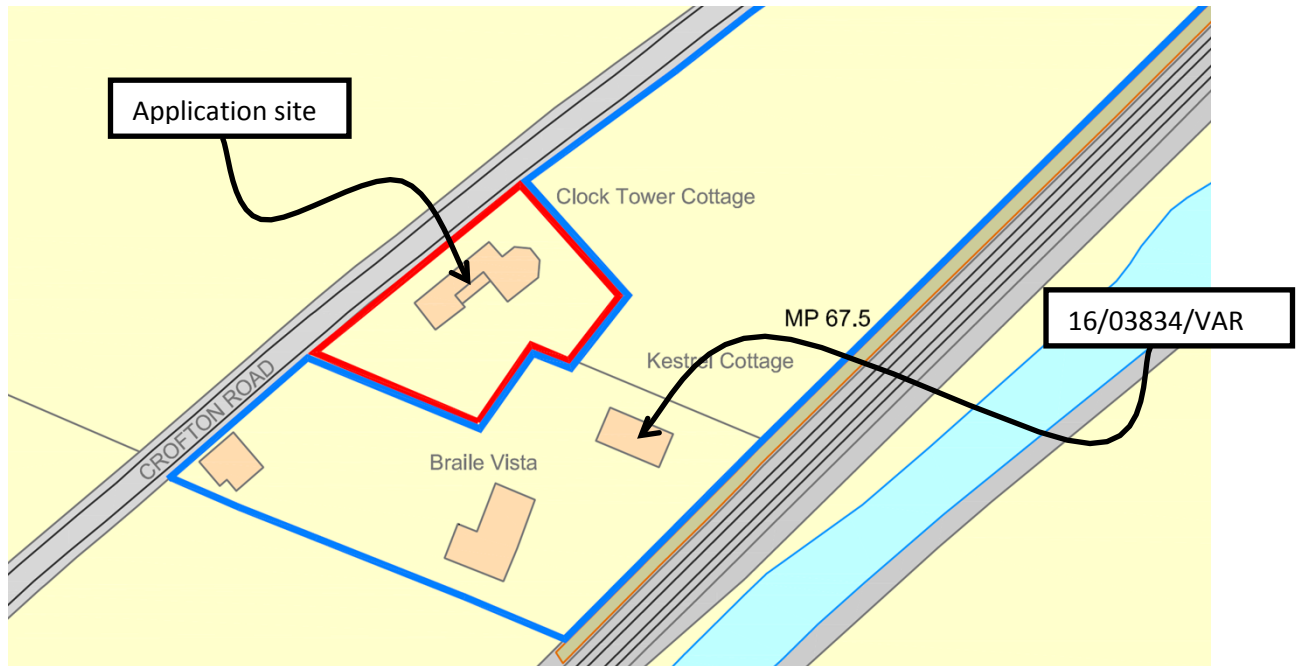 Application site
Clock Tower Cottage
MP 67.5
16/03834/VAR
Kestrel Cottage
CROFTON ROAD
Braile Vista